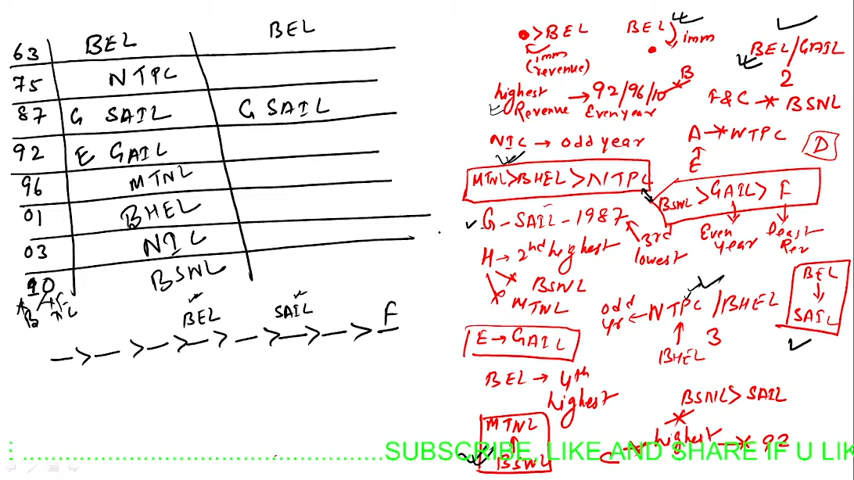 63 BEL BEL
75 NTPC
87 G SAIL G SAIL
92 E GAIL
96 MTNL
01 BHEL
03 NIC
10 BSNL
B C
BEL SAIL F
_ > _ > _ > _ > _ > _ > _ > _
> BEL
imm
(revenue)
BEL
imm
BEL/GAIL
2
highest
Revenue → 92/96/10 B
Even year
F&C BSNL
NIC → odd year
A NTPC
E
D
MTNL > BHEL > NTPC
BSNL > GAIL > F
Even
year
Least
Rev
G - SAIL - 1987
3rd
lowest
H → 2nd highest
BSNL
MTNL
odd
yr ← NTPC / BHEL
BHEL 3
BEL
↓
SAIL
E → GAIL
BEL → 4th
highest
BSNL > SAIL
MTNL
↑
BSNL
C highest 92
SUBSCRIBE, LIKE AND SHARE IF U LIK